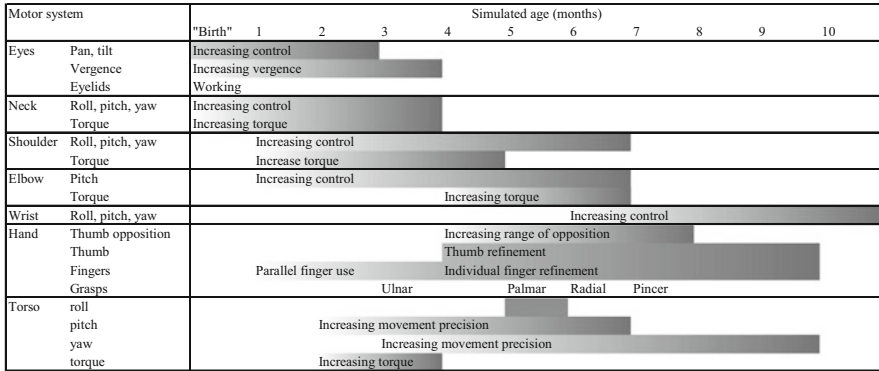 Motor system Simulated age (months)
"Birth" 1 2 3 4 5 6 7 8 9 10
Eyes Pan, tilt Increasing control
Vergence Increasing vergence
Eyelids Working
Neck Roll, pitch, yaw Increasing control
Torque Increasing torque
Shoulder Roll, pitch, yaw Increasing control
Torque Increase torque
Elbow Pitch Increasing control
Torque Increasing torque
Wrist Roll, pitch, yaw Increasing control
Hand Thumb opposition Increasing range of opposition
Thumb Thumb refinement
Fingers Parallel finger use Individual finger refinement
Grasps Ulnar Palmar Radial Pincer
Torso roll
pitch Increasing movement precision
yaw Increasing movement precision
torque Increasing torque